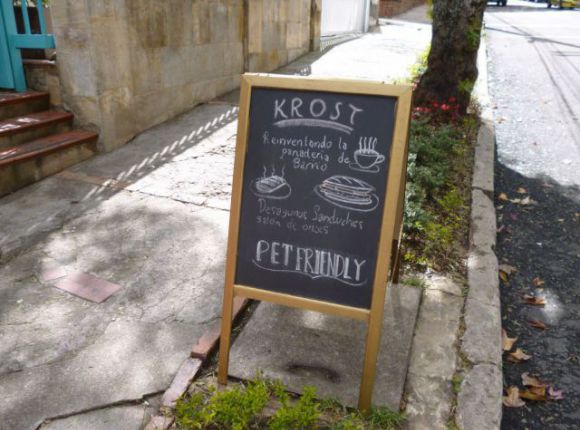 KROST
Reinventando la
panadería de
Barrio
Desayunos Sanduches
salón de onces
PET FRIENDLY